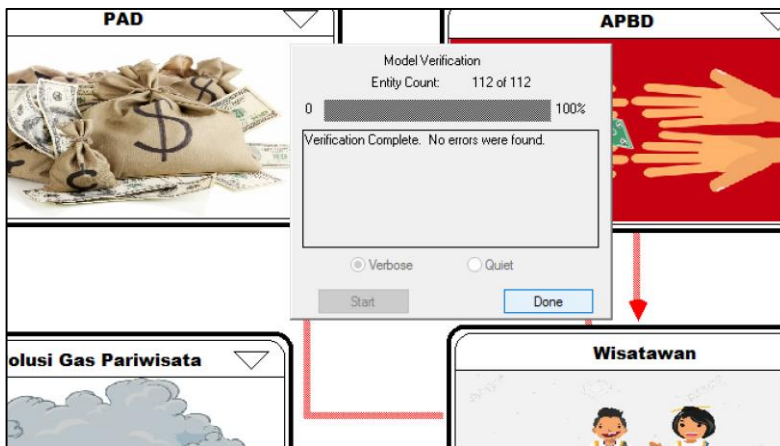 PAD
APBD
Model Verification
Entity Count: 112 of 112
0 100%
Verification Complete. No errors were found.
Verbose Quiet
Start Done
olusi Gas Pariwisata
Wisatawan